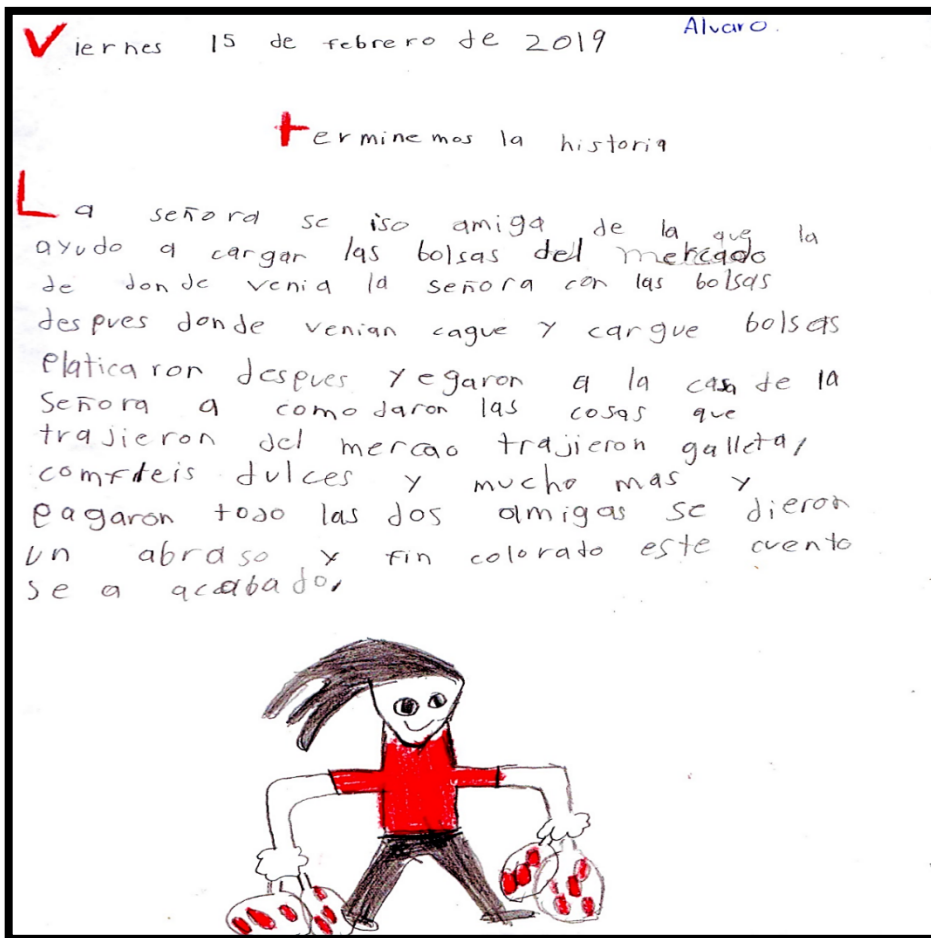 Viernes 15 de febrero de 2019 Alvaro.
terminemos la historia
La señora se iso amiga de la que la
ayudo a cargar las bolsas del mercado
de donde venia la señora con las bolsas
despues donde venian cague y cargue bolsas
platicaron despues yegaron a la casa de la
Señora a comodaron las cosas que
trajieron del mercao trajieron galleta,
dulces y mucho mas y
pagaron todo las dos amigas se dieron
un abraso y fin colorado este cuento
se a acabado,